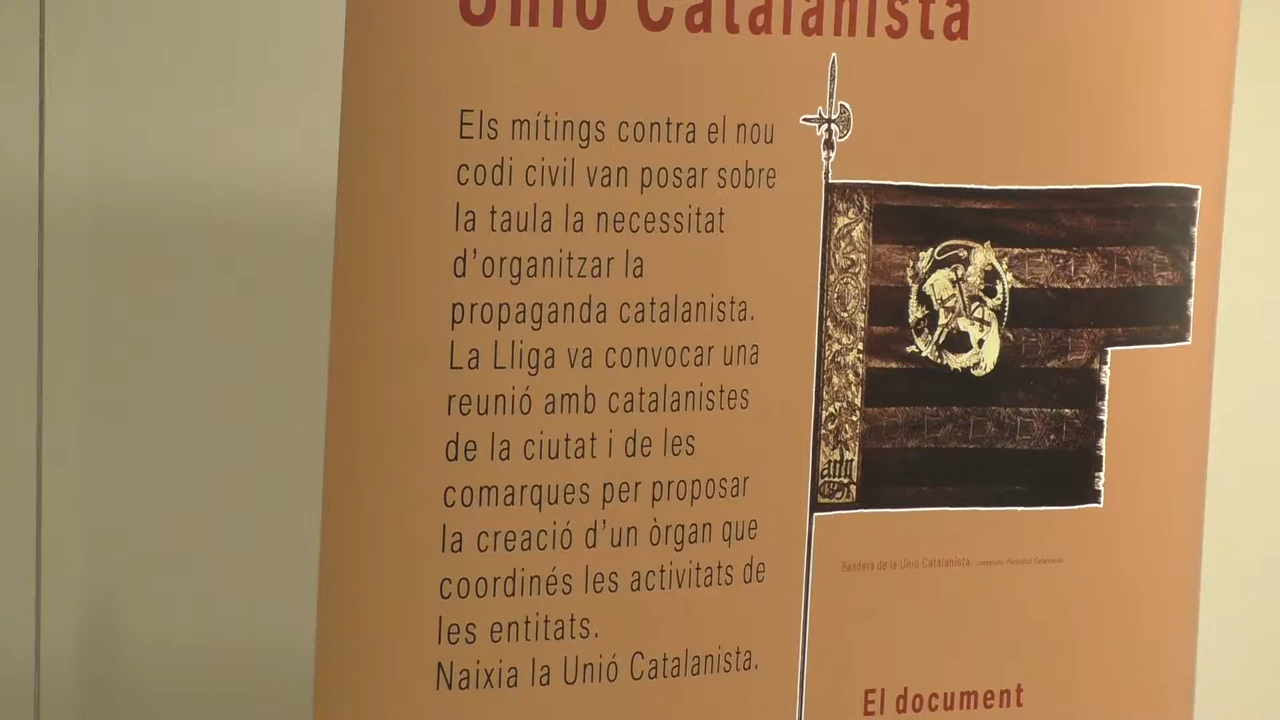 Unió Catalanista
Els mítings contra el nou
codi civil van posar sobre
la taula la necessitat
d'organitzar la
propaganda catalanista.
La Lliga va convocar una
reunió amb catalanistes
de la ciutat i de les
comarques per proposar
la creació d'un òrgan que
coordinés les activitats de
les entitats.
Naixia la Unió Catalanista.
Bandera de la Unió Catalanista.
El document